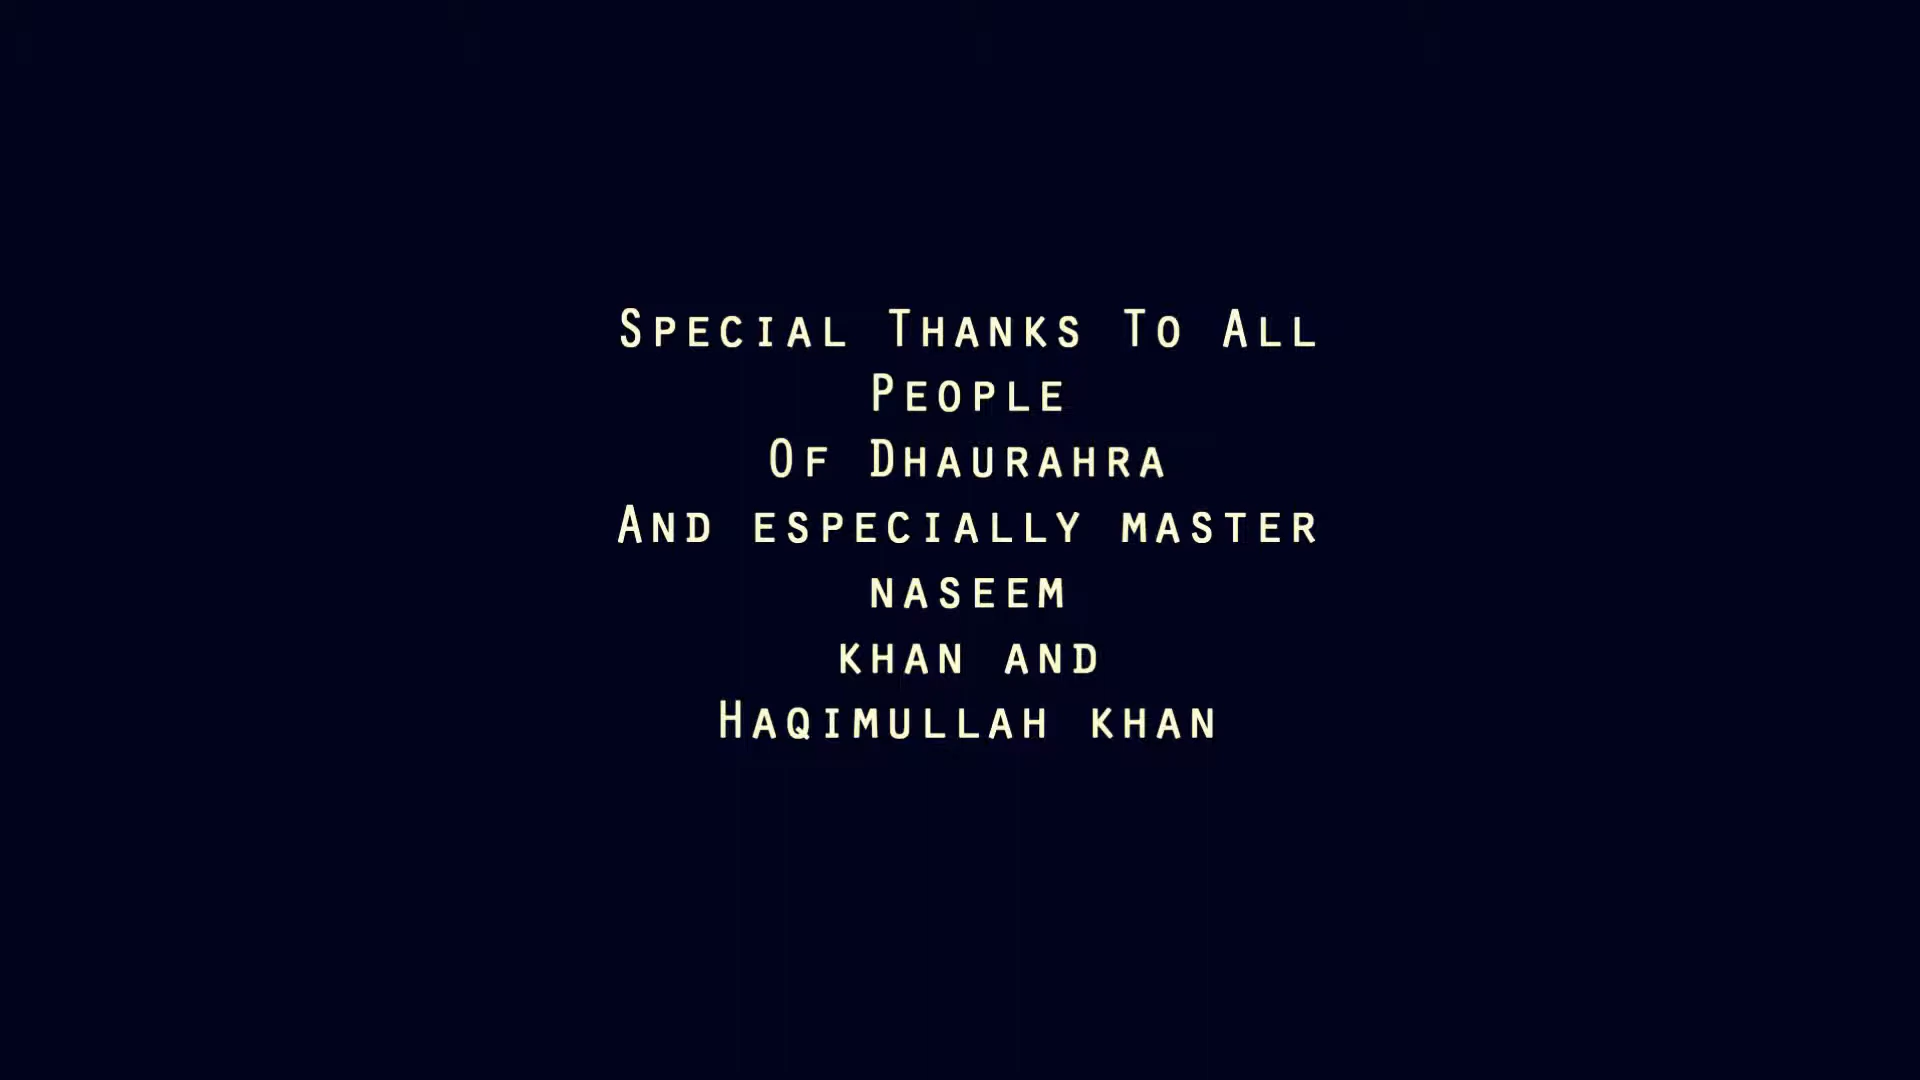 Special Thanks To All
People
Of Dhaurahra
And especially master
naseem
khan and
Haqimullah khan